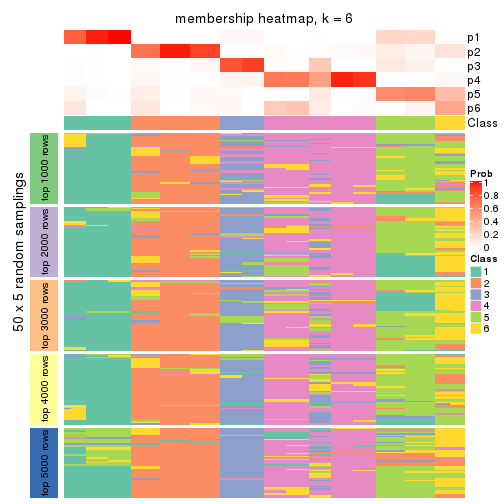 membership heatmap, k = 6
p1
p2
p3
p4
p5
p6
Class
50 x 5 random samplings
top 1000 rows
top 2000 rows
top 3000 rows
top 4000 rows
top 5000 rows
Prob
1
0.8
0.6
0.4
0.2
0
Class
1
2
3
4
5
6